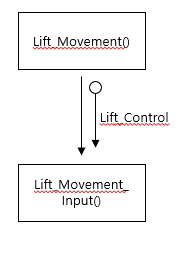 Lift_Movement()
Lift_Control
Lift_Movement_
Input()